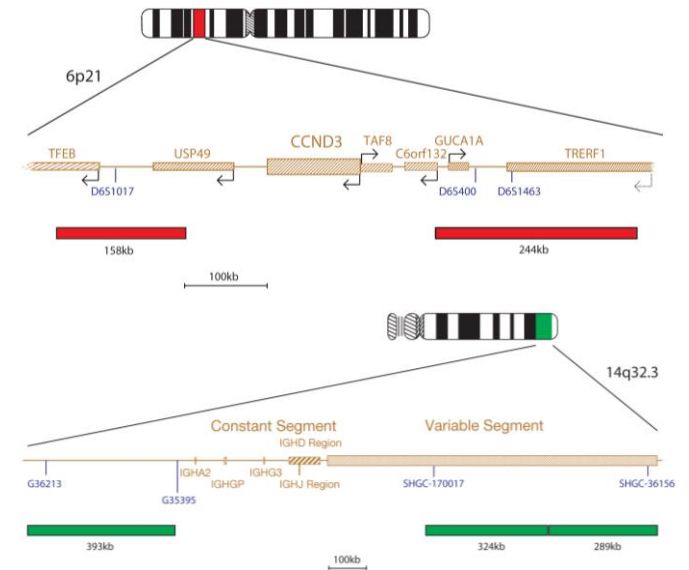 6p21
CCND3
TFEB USP49 TAF8 C6orf132 GUCA1A TRERF1
D6S1017 D6S400 D6S1463
158kb 244kb
100kb
14q32.3
Constant Segment Variable Segment
IGHD Region
IGHA2 IGHGP IGHG3 IGHJ Region
G36213 G35395 SHGC-170017 SHGC-36156
393kb 324kb 289kb
100kb